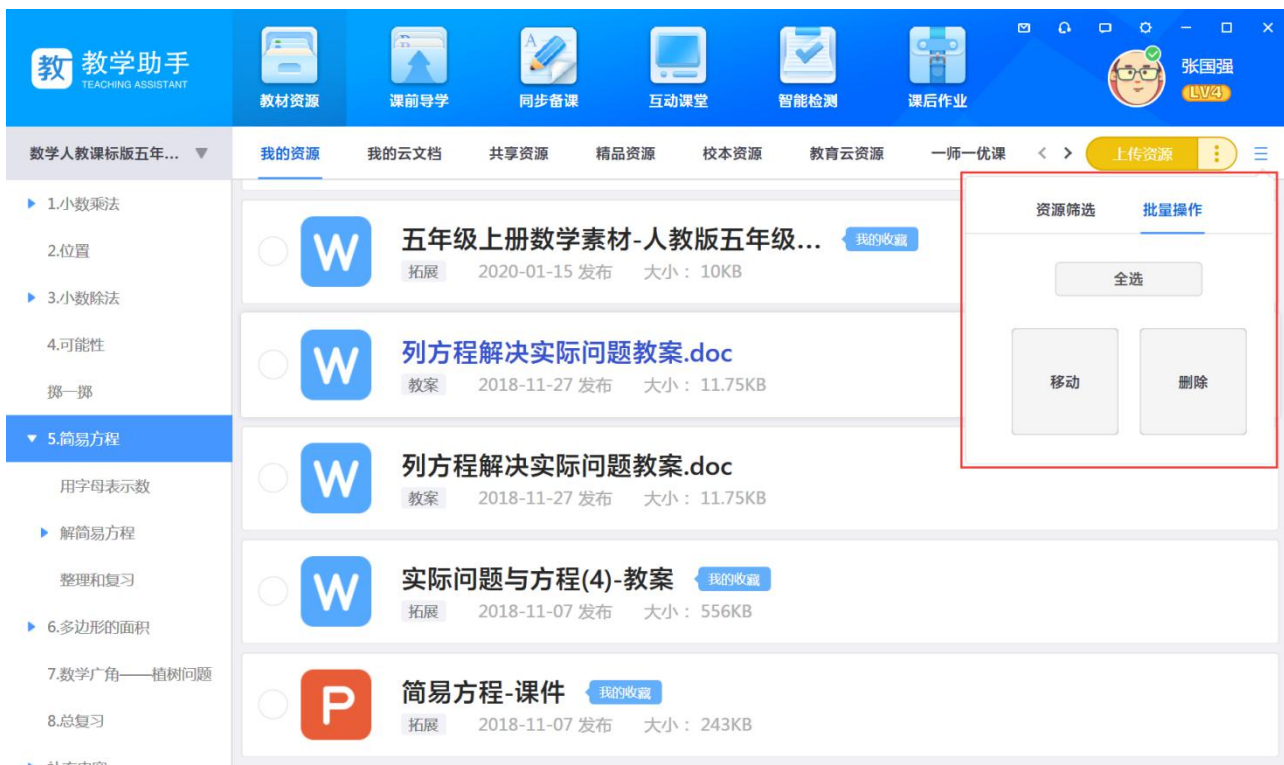 教 教学助手
TEACHING ASSISTANT
教材资源 课前导学 同步备课 互动课堂 智能检测 课后作业
张国强
LV4
数学人教课标版五年...
我的资源 我的云文档 共享资源 精品资源 校本资源 教育云资源 一师一优课 < > 上传资源
1.小数乘法
2.位置
3.小数除法
4.可能性
掷一掷
5.简易方程
用字母表示数
解简易方程
整理和复习
6.多边形的面积
7.数学广角——植树问题
8.总复习
W 五年级上册数学素材-人教版五年级... 我的收藏
拓展 2020-01-15 发布 大小： 10KB
W 列方程解决实际问题教案.doc
教案 2018-11-27 发布 大小： 11.75KB
W 列方程解决实际问题教案.doc
教案 2018-11-27 发布 大小： 11.75KB
W 实际问题与方程(4)-教案 我的收藏
拓展 2018-11-07 发布 大小： 556KB
P 简易方程-课件 我的收藏
拓展 2018-11-07 发布 大小： 243KB
资源筛选 批量操作
全选
移动 删除